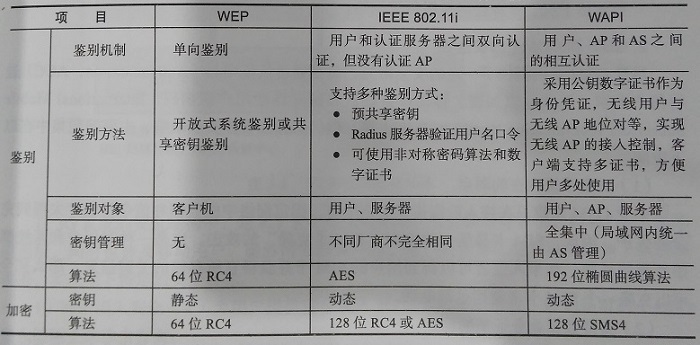 项 目 WEP IEEE 802.11i WAPI
鉴别
鉴别机制
单向鉴别
用户和认证服务器之间双向认
证，但没有认证 AP
用 户、AP 和 AS 之 间
的相互认证
鉴别方法
开放式系统鉴别或共
享密钥鉴别
支持多种鉴别方式：
● 预共享密钥
● Radius 服务器验证用户名口令
● 可使用非对称密码算法和数
字证书
采用公钥数字证书作为
身份凭证，无线用户与
无线 AP 地位对等，实现
无线 AP 的接入控制，客
户端支持多证书，方便
用户多处使用
鉴别对象 客户机 用户、服务器 用户、AP、服务器
密钥管理 无 不同厂商不完全相同
全集中（局域网内统一
由 AS 管理）
算法 64 位 RC4 AES 192 位椭圆曲线算法
加密
密钥 静态 动态 动态
算法 64 位 RC4 128 位 RC4 或 AES 128 位 SMS4